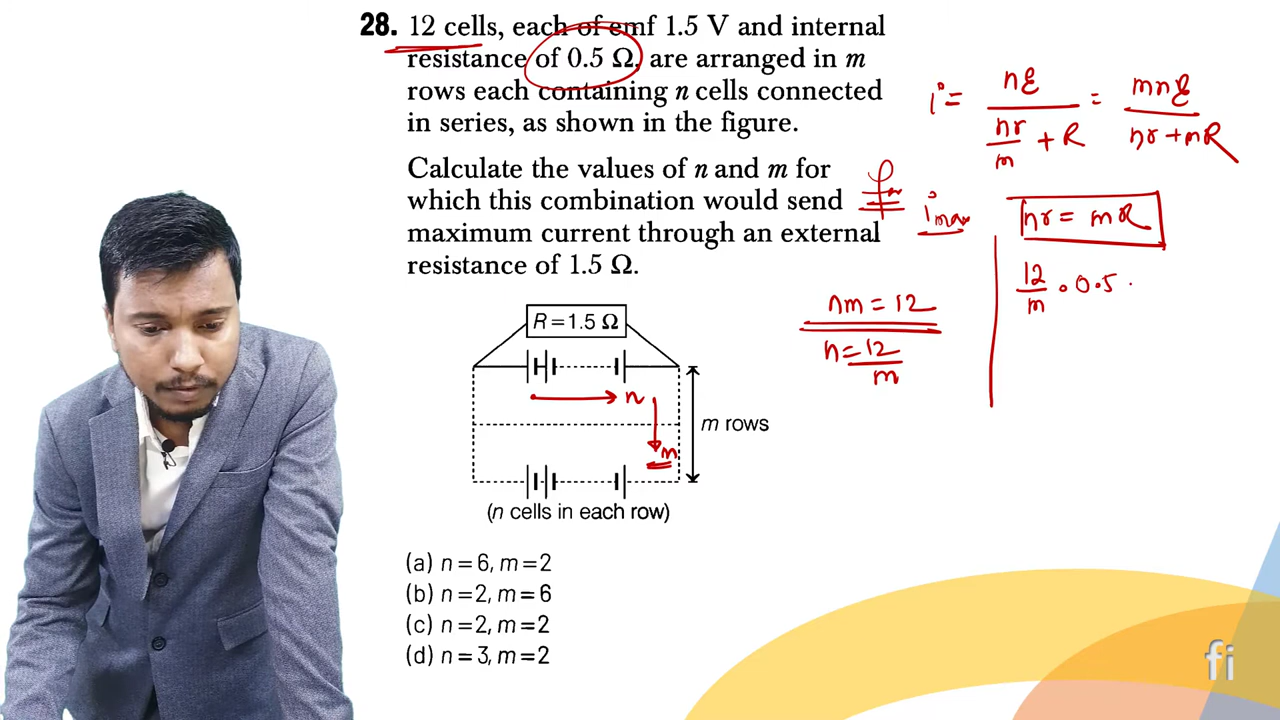 28. 12 cells, each of emf 1.5 V and internal
resistance of 0.5 Ω, are arranged in m
rows each containing n cells connected
in series, as shown in the figure.
Calculate the values of n and m for
which this combination would send
maximum current through an external
resistance of 1.5 Ω.
R = 1.5 Ω
n
m
m rows
(n cells in each row)
(a) n = 6, m = 2
(b) n = 2, m = 6
(c) n = 2, m = 2
(d) n = 3, m = 2
i = nE / (nr/m + R) = mnE / (nr + mR)
for i max nr = mR
nm = 12
n = 12/m
12/m . 0.5 .
fi